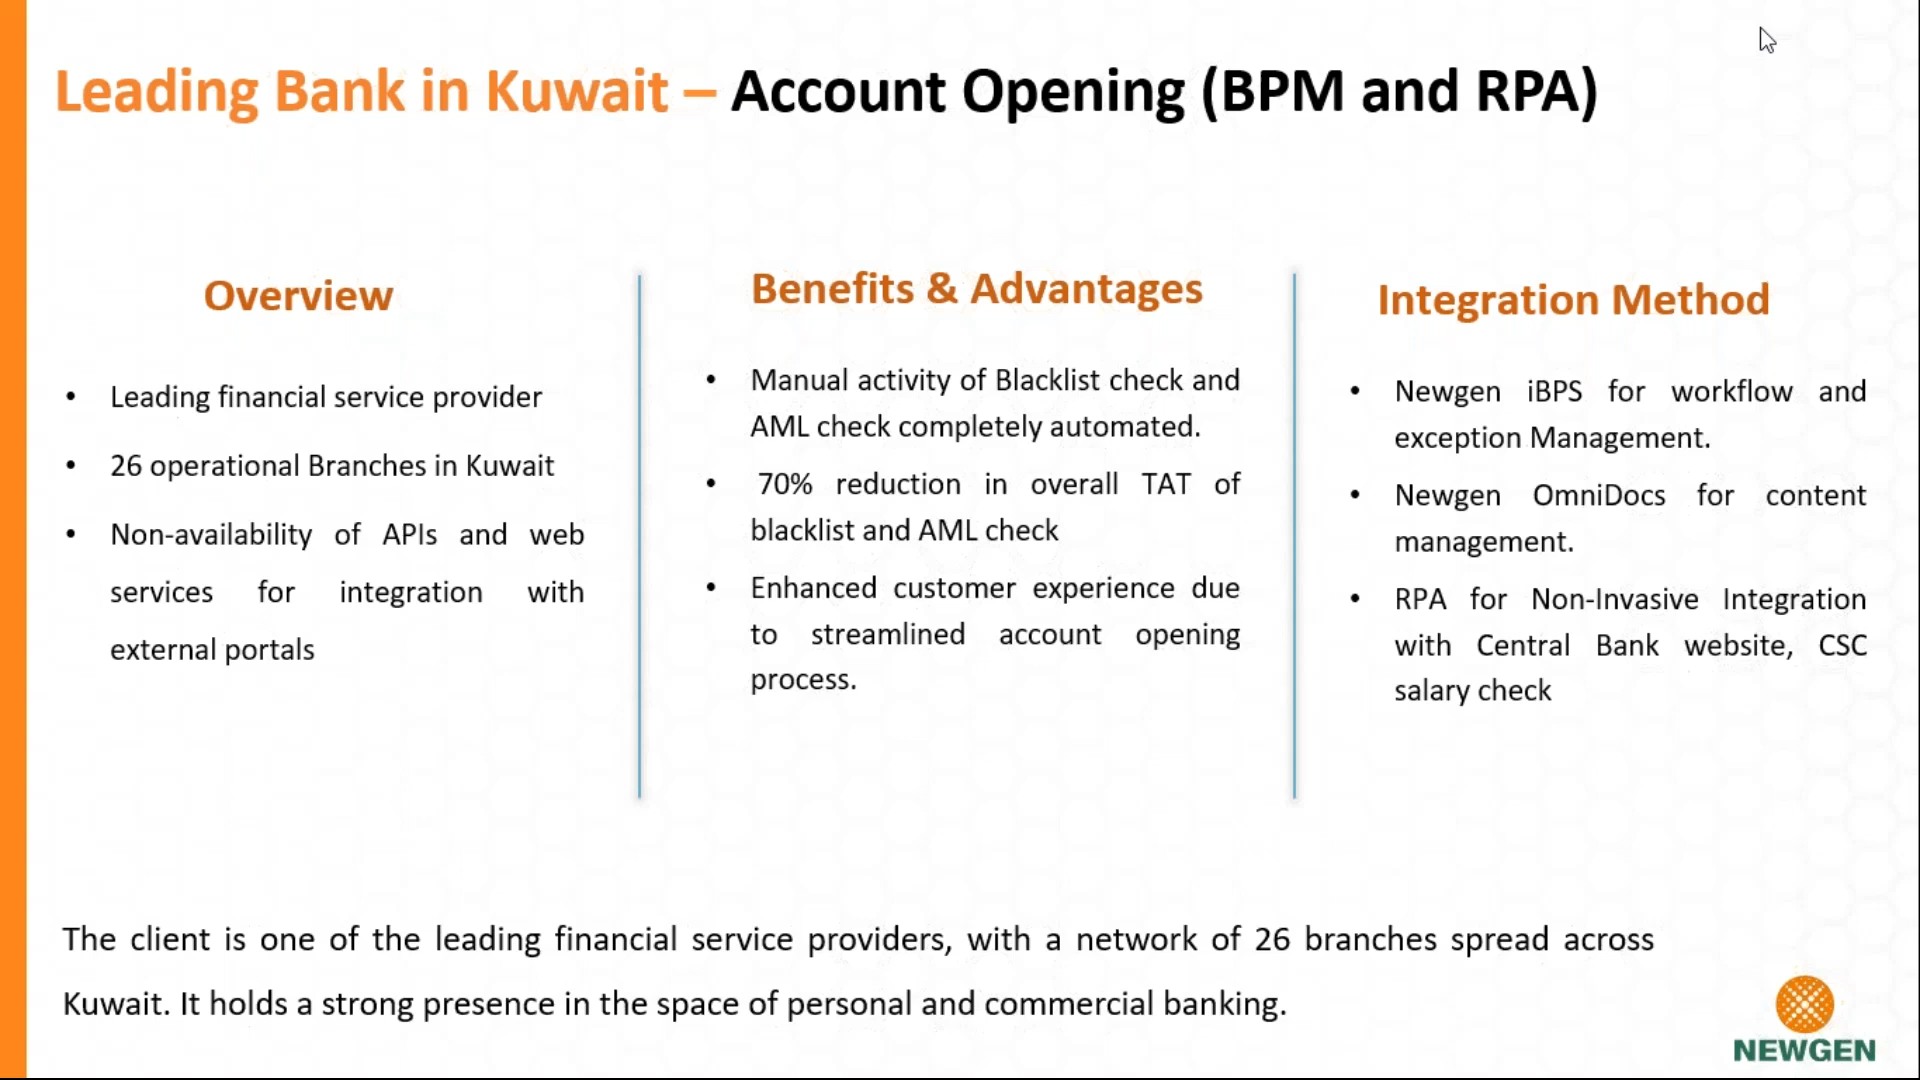 Leading Bank in Kuwait – Account Opening (BPM and RPA)
Overview
• Leading financial service provider
• 26 operational Branches in Kuwait
• Non-availability of APIs and web
services for integration with
external portals
Benefits & Advantages
• Manual activity of Blacklist check and
AML check completely automated.
• 70% reduction in overall TAT of
blacklist and AML check
• Enhanced customer experience due
to streamlined account opening
process.
Integration Method
• Newgen iBPS for workflow and
exception Management.
• Newgen OmniDocs for content
management.
• RPA for Non-Invasive Integration
with Central Bank website, CSC
salary check
The client is one of the leading financial service providers, with a network of 26 branches spread across
Kuwait. It holds a strong presence in the space of personal and commercial banking.
NEWGEN